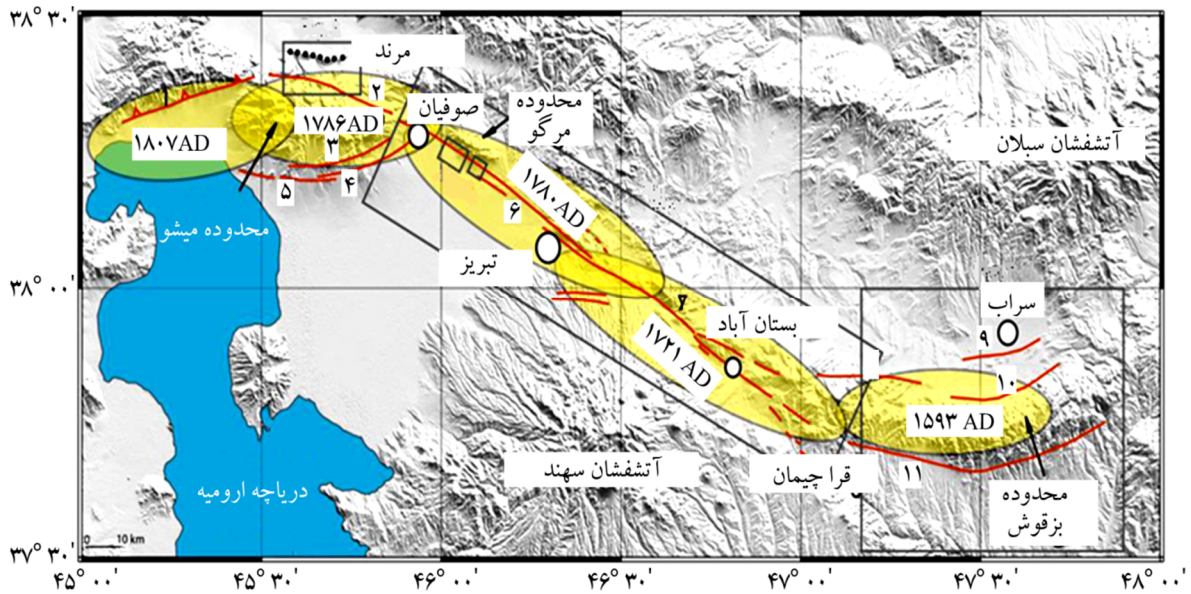 ۳۸° ۳۰'
مرند
۱
۲
صوفیان
محدوده
مرگو
۱۸۰۷AD
۱۷۸۶AD
۳
آتشفشان سبلان
۵
۴
۱۷۸۰AD
۶
محدوده میشو
تبریز
۳۸° ۰۰'
۷
سراب
۹
بستان آباد
۱۷۲۱ AD
۱۰
۱۵۹۳ AD
آتشفشان سهند
قرا چیمان
۱۱
دریاچه ارومیه
محدوده
بزقوش
0 10 km
۳۷° ۳۰'
۴۵° ۰۰' ۴۵° ۳۰' ۴۶° ۰۰' ۴۶° ۳۰' ۴۷° ۰۰' ۴۷° ۳۰' ۴۸° ۰۰'